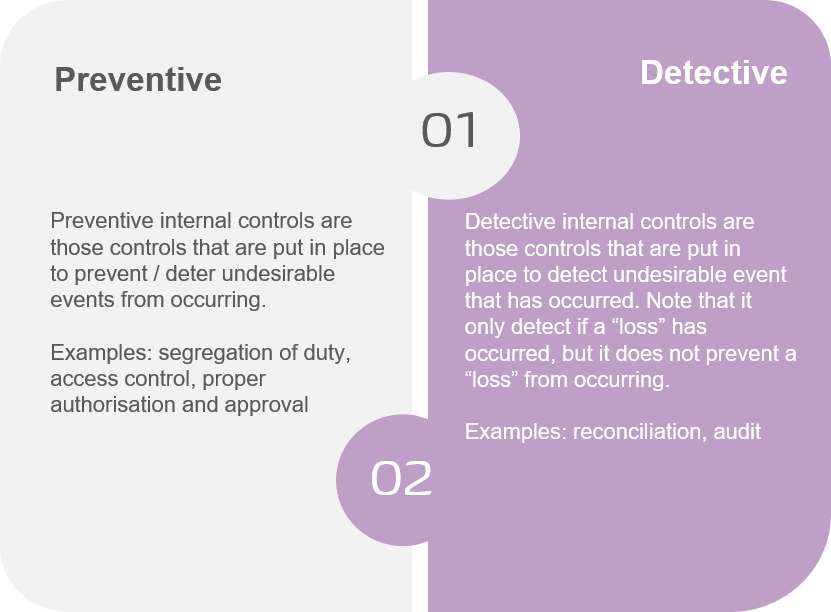 Preventive
Preventive internal controls are
those controls that are put in place
to prevent / deter undesirable
events from occurring.
Examples: segregation of duty,
access control, proper
authorisation and approval
01
Detective
Detective internal controls are
those controls that are put in
place to detect undesirable event
that has occurred. Note that it
only detect if a “loss” has
occurred, but it does not prevent a
“loss” from occurring.
Examples: reconciliation, audit
02